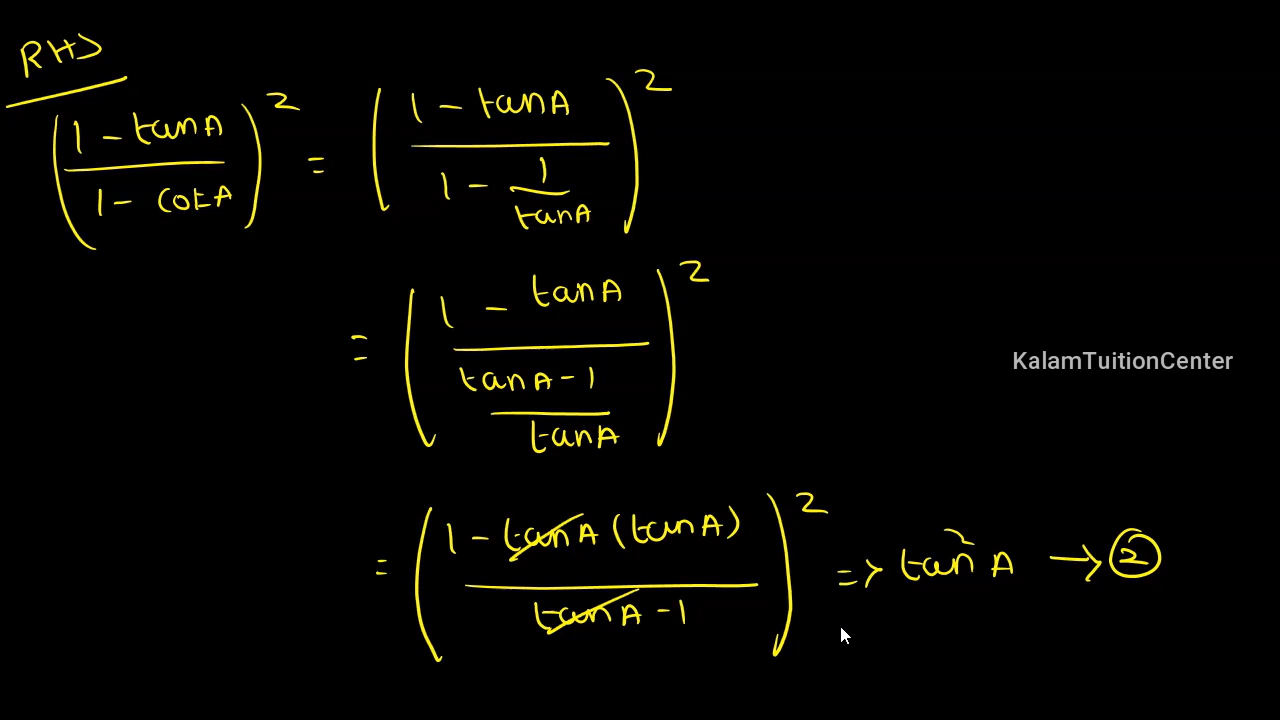 RHS
(1 - tanA / 1 - cotA)² = (1 - tanA / 1 - 1/tanA)²
= (1 - tanA / tanA - 1 / tanA)²
KalamTuitionCenter
= (1 - tanA (tanA) / tanA - 1)² => tan²A → ②